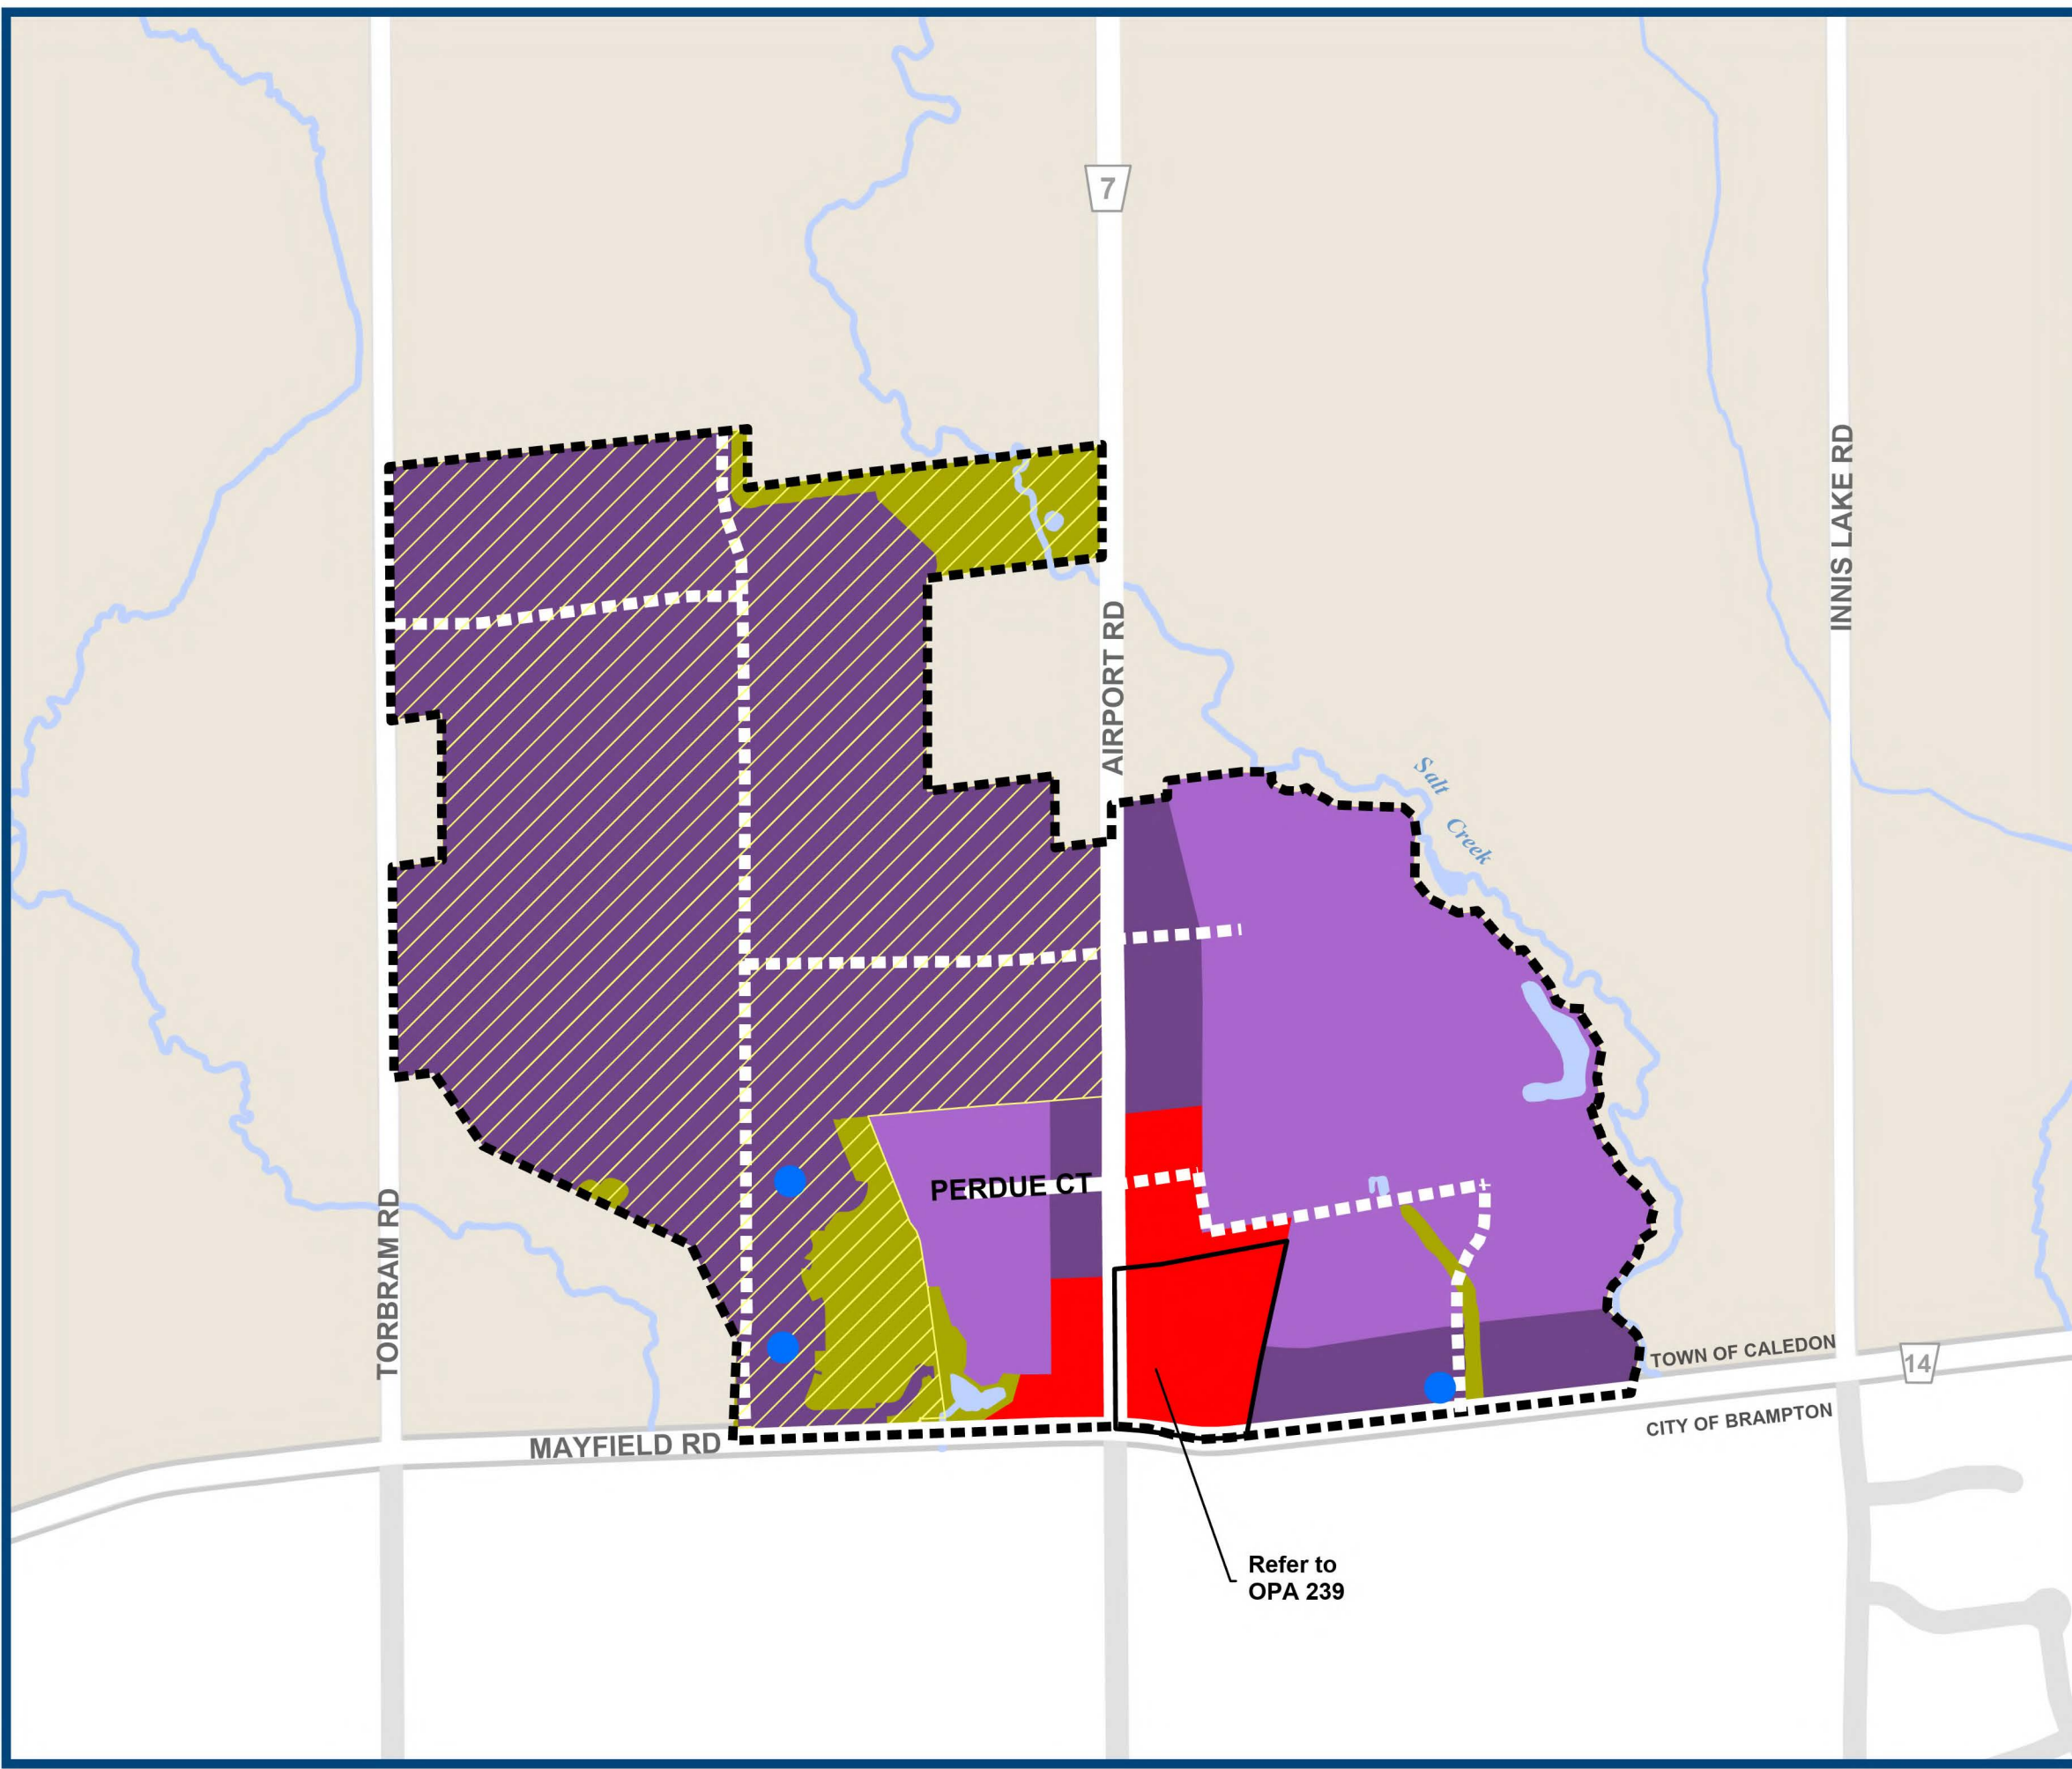 7
INNIS LAKE RD
AIRPORT RD
Salt
Creek
PERDUE CT
TORBRAM RD
TOWN OF CALEDON
14
CITY OF BRAMPTON
MAYFIELD RD
Refer to
OPA 239